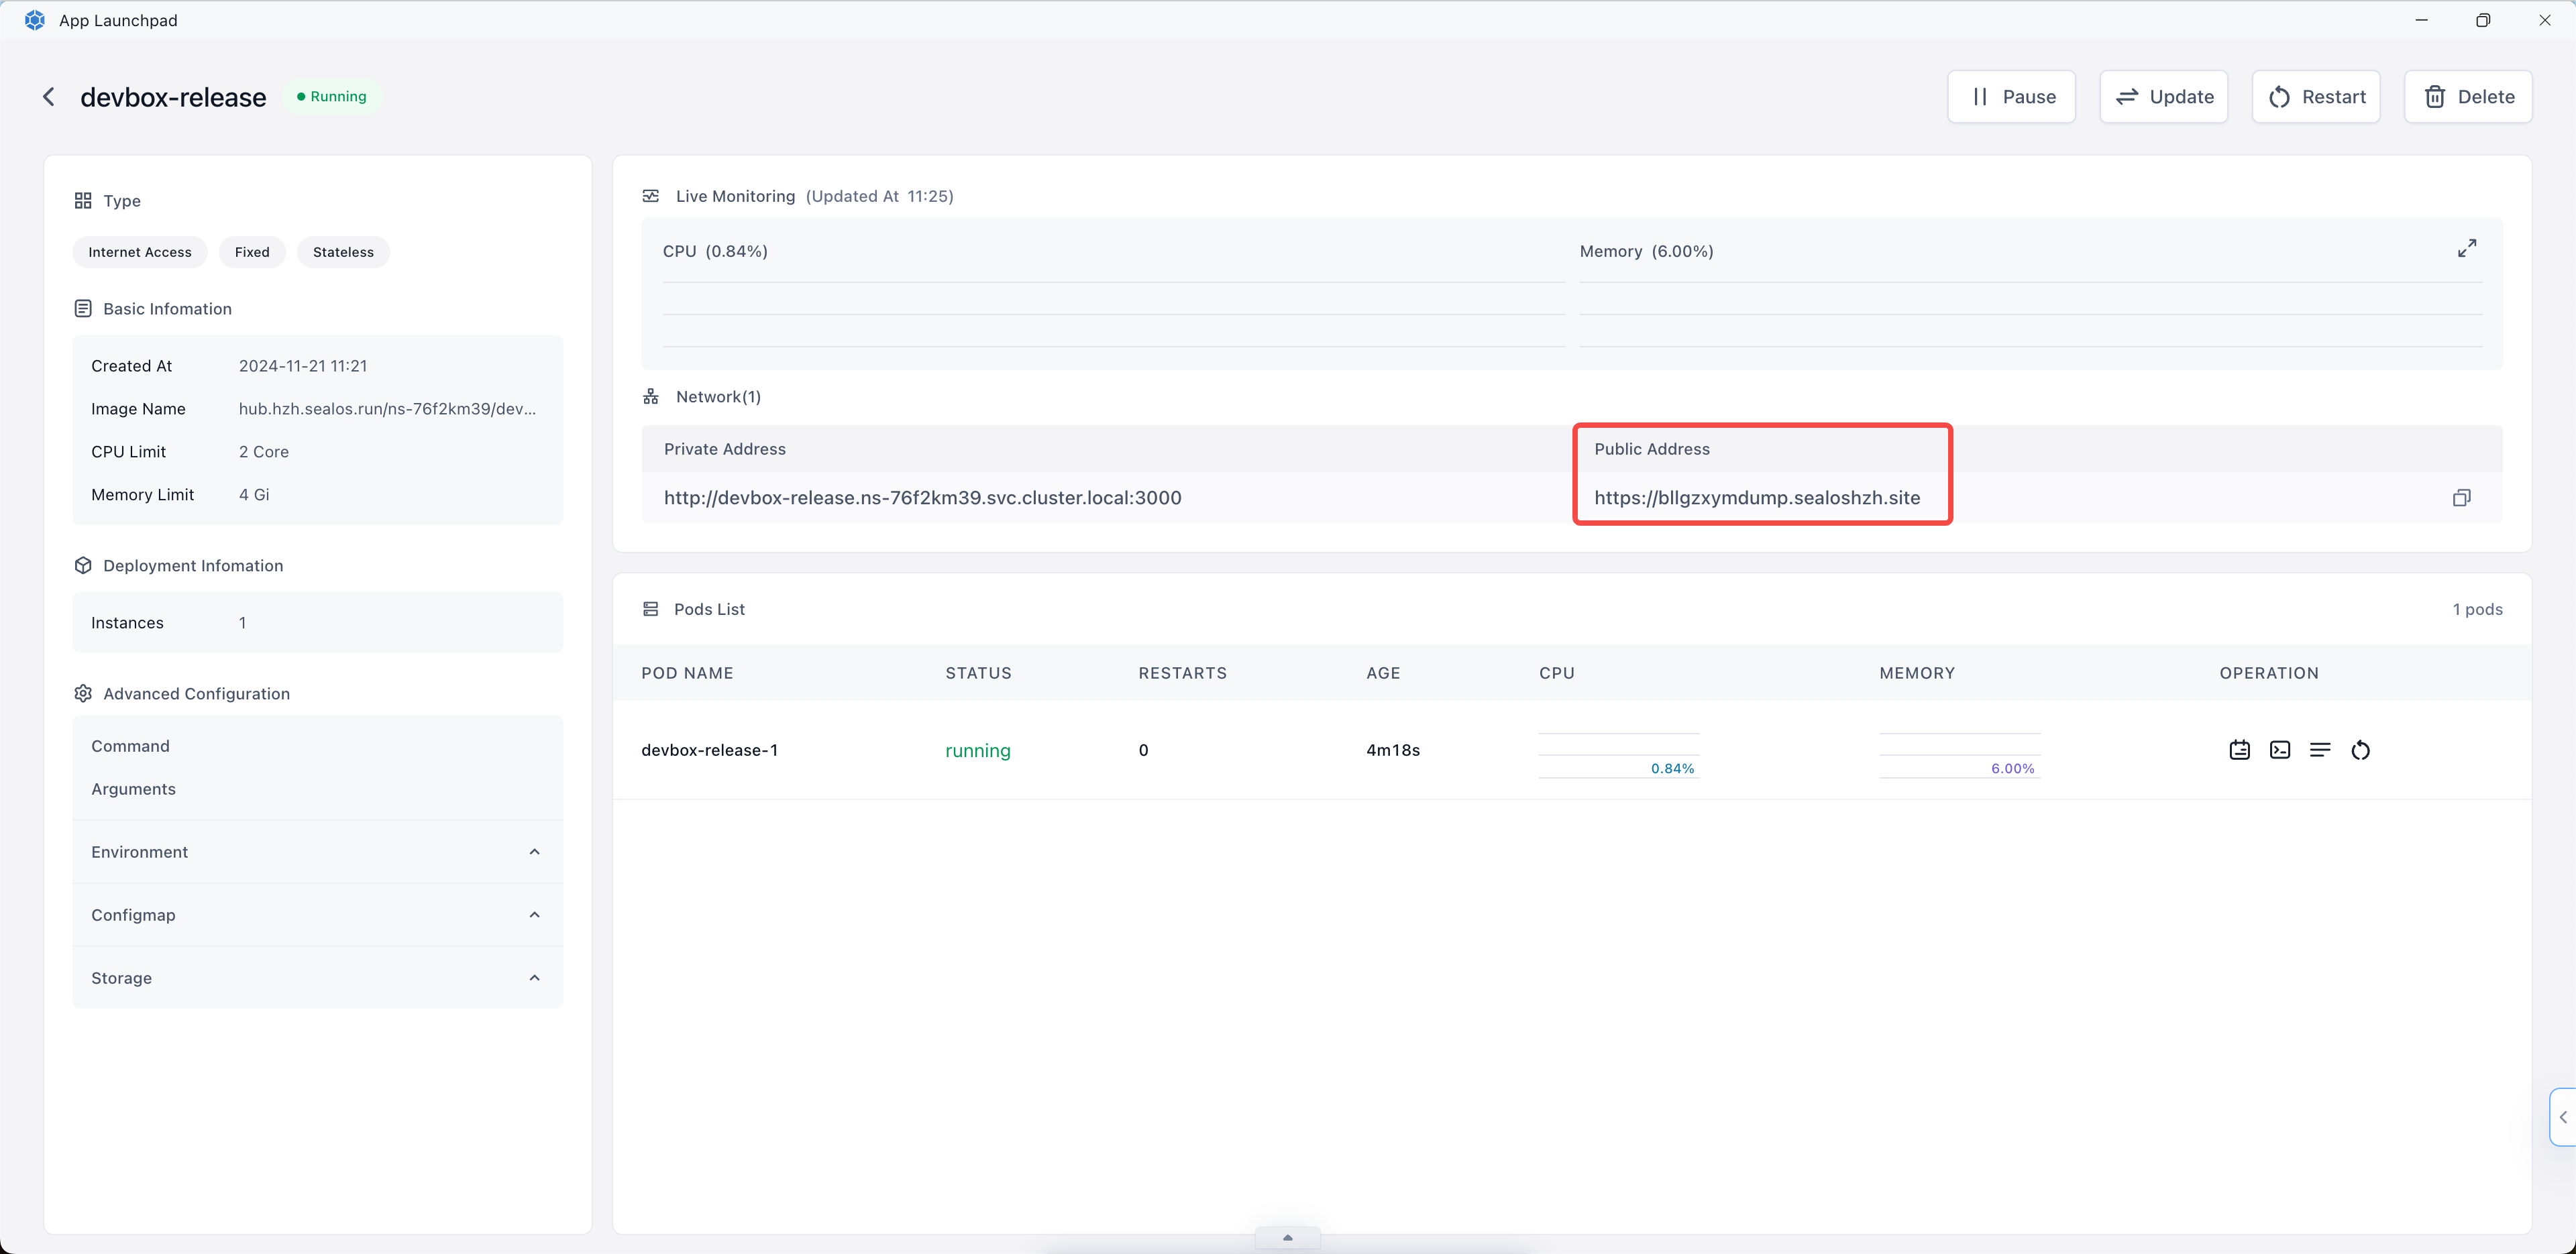 App Launchpad
devbox-release
Running
Pause
Update
Restart
Delete
Type
Internet Access
Fixed
Stateless
Basic Infomation
Created At 2024-11-21 11:21
Image Name hub.hzh.sealos.run/ns-76f2km39/dev...
CPU Limit 2 Core
Memory Limit 4 Gi
Deployment Infomation
Instances 1
Advanced Configuration
Command
Arguments
Environment
Configmap
Storage
Live Monitoring (Updated At 11:25)
CPU (0.84%)
Memory (6.00%)
Network(1)
Private Address
Public Address
http://devbox-release.ns-76f2km39.svc.cluster.local:3000
https://bllgzxymdump.sealoshzh.site
Pods List
1 pods
POD NAME STATUS RESTARTS AGE CPU MEMORY OPERATION
devbox-release-1 running 0 4m18s 0.84% 6.00%